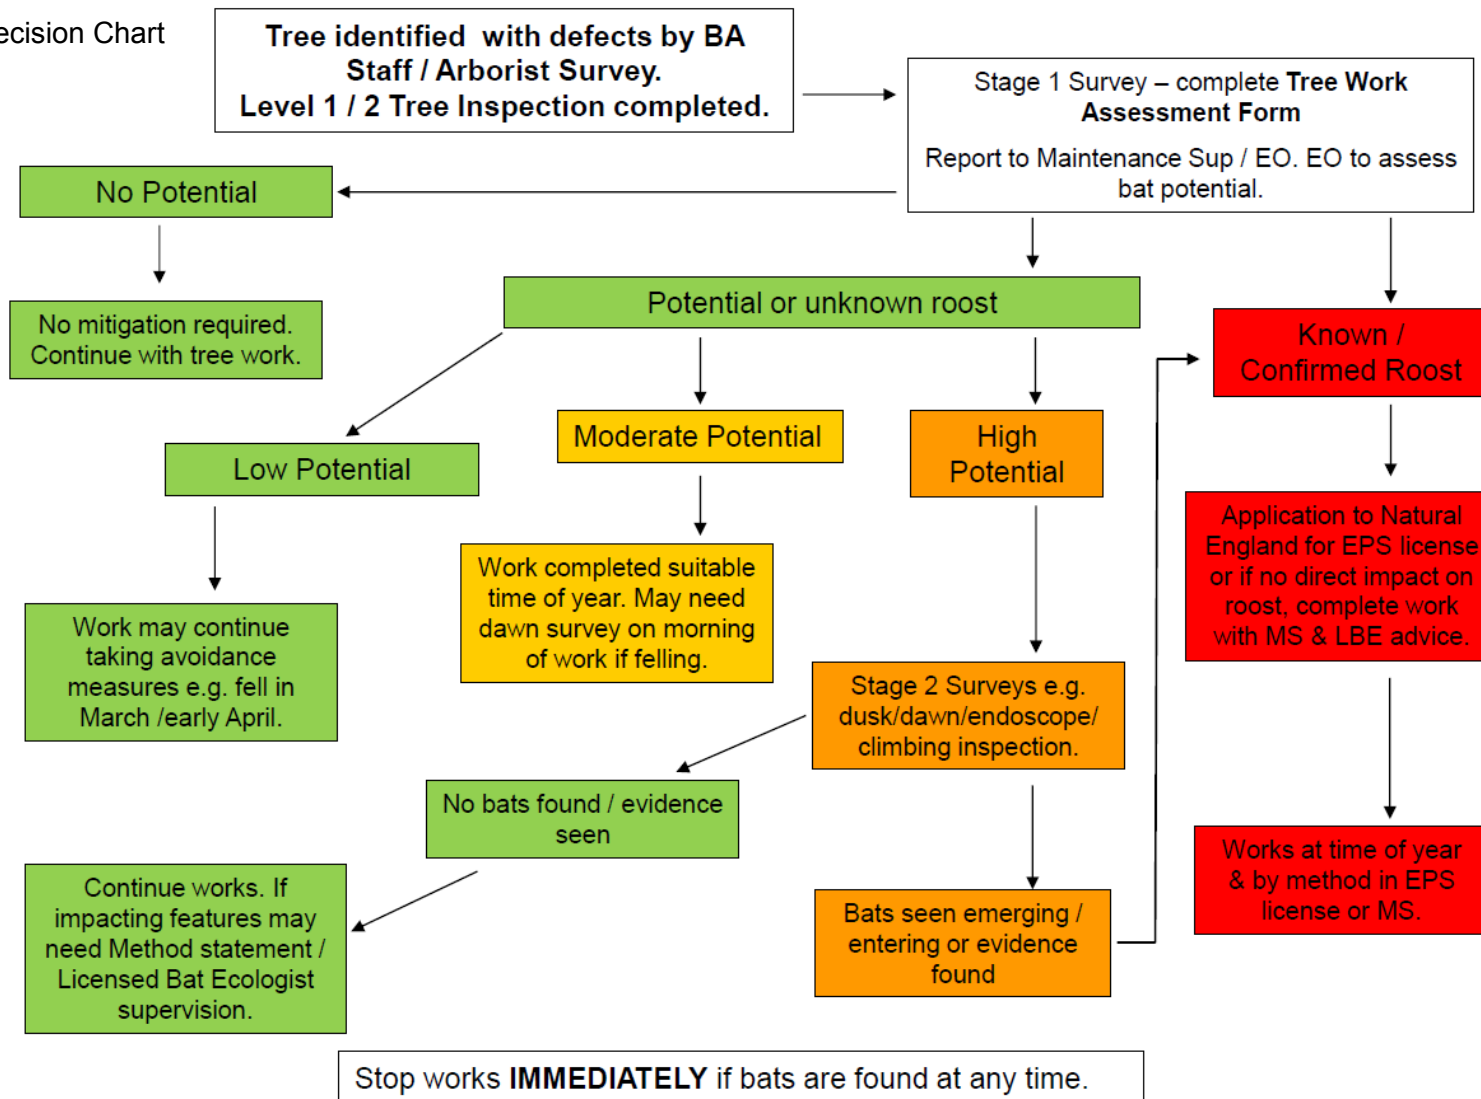 ecision Chart
Tree identified with defects by BA
Staff / Arborist Survey.
Level 1 / 2 Tree Inspection completed.
Stage 1 Survey – complete Tree Work
Assessment Form
Report to Maintenance Sup / EO. EO to assess
bat potential.
No Potential
No mitigation required.
Continue with tree work.
Potential or unknown roost
Known /
Confirmed Roost
Low Potential
Moderate Potential
High
Potential
Work may continue
taking avoidance
measures e.g. fell in
March /early April.
Work completed suitable
time of year. May need
dawn survey on morning
of work if felling.
Application to Natural
England for EPS license
or if no direct impact on
roost, complete work
with MS & LBE advice.
Stage 2 Surveys e.g.
dusk/dawn/endoscope/
climbing inspection.
No bats found / evidence
seen
Continue works. If
impacting features may
need Method statement /
Licensed Bat Ecologist
supervision.
Bats seen emerging /
entering or evidence
found
Works at time of year
& by method in EPS
license or MS.
Stop works IMMEDIATELY if bats are found at any time.